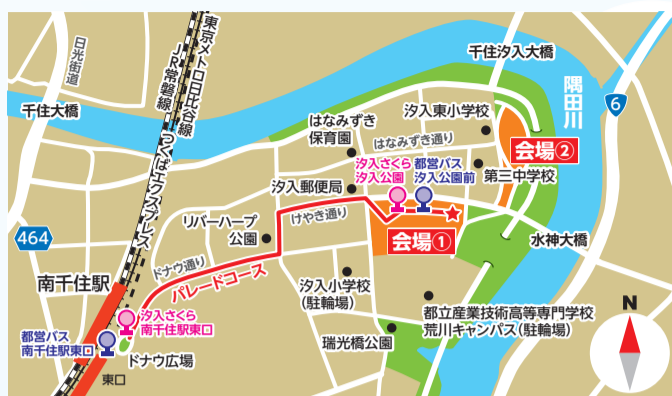 日光街道
東京メトロ日比谷線
JR常磐線
つくばエクスプレス
千住大橋
千住汐入大橋
隅田川
6
汐入東小学校
はなみずき
保育園
はなみずき通り
会場②
汐入さくら
汐入公園
都営バス
汐入公園前
第三中学校
汐入郵便局
けやき通り
リバーハープ
公園
464
会場①
水神大橋
ドナウ通り
パレードコース
南千住駅
汐入小学校
(駐輪場)
汐入さくら
南千住駅東口
都営バス
南千住駅東口
都立産業技術高等専門学校
荒川キャンパス(駐輪場)
瑞光橋公園
ドナウ広場
東口
N